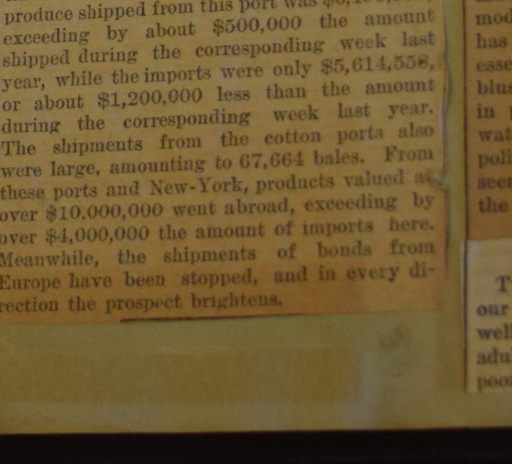 produce shipped from this port was
exceeding by about $500,000 the amount
shipped during the corresponding week last
year, while the imports were only $5,614,558,
or about $1,200,000 less than the amount
during the corresponding week last year.
The shipments from the cotton ports also
were large, amounting to 67,664 bales. From
these ports and New-York, products valued at
over $10,000,000 went abroad, exceeding by
over $4,000,000 the amount of imports here.
Meanwhile, the shipments of bonds from
Europe have been stopped, and in every di-
rection the prospect brightens.
mod
has
esse
blus
in
wat
poli
seer
the
T
our
well
adu
poor